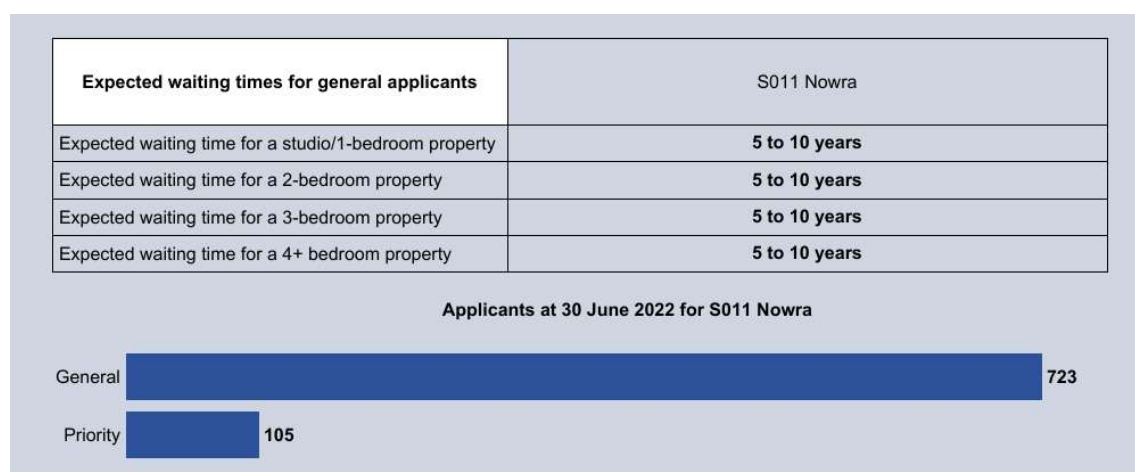 Expected waiting times for general applicants
S011 Nowra
Expected waiting time for a studio/1-bedroom property
5 to 10 years
Expected waiting time for a 2-bedroom property
5 to 10 years
Expected waiting time for a 3-bedroom property
5 to 10 years
Expected waiting time for a 4+ bedroom property
5 to 10 years
Applicants at 30 June 2022 for S011 Nowra
General
723
Priority
105